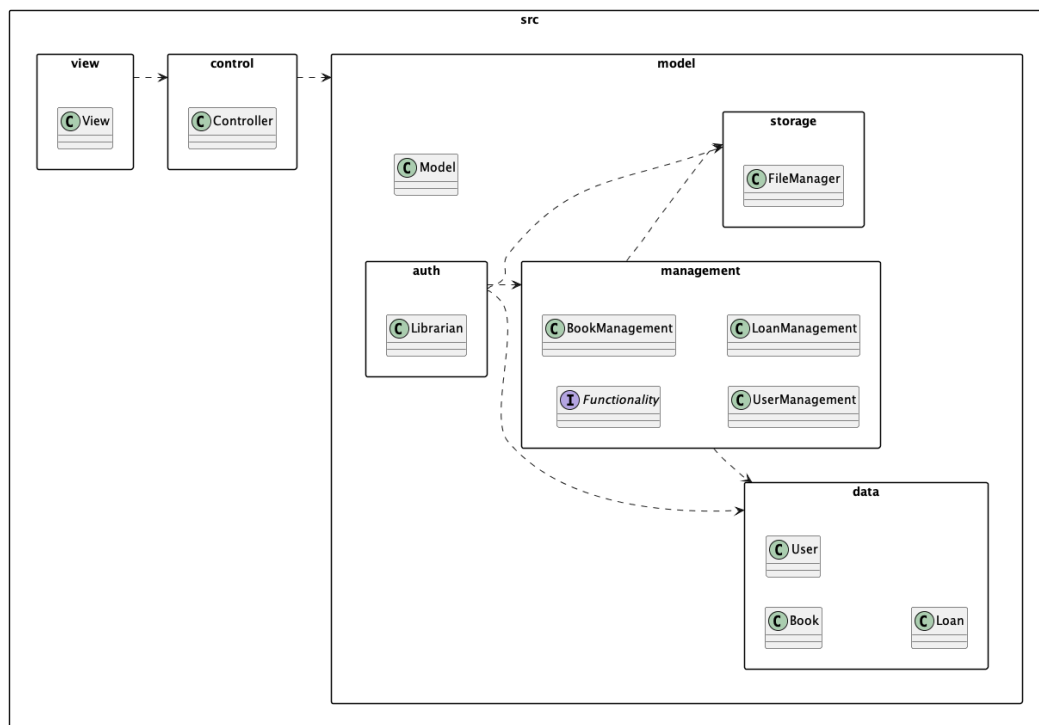 src
view
control
model
C View
C Controller
storage
C Model
C FileManager
auth
management
C Librarian
C BookManagement
C LoanManagement
I Functionality
C UserManagement
data
C User
C Book
C Loan